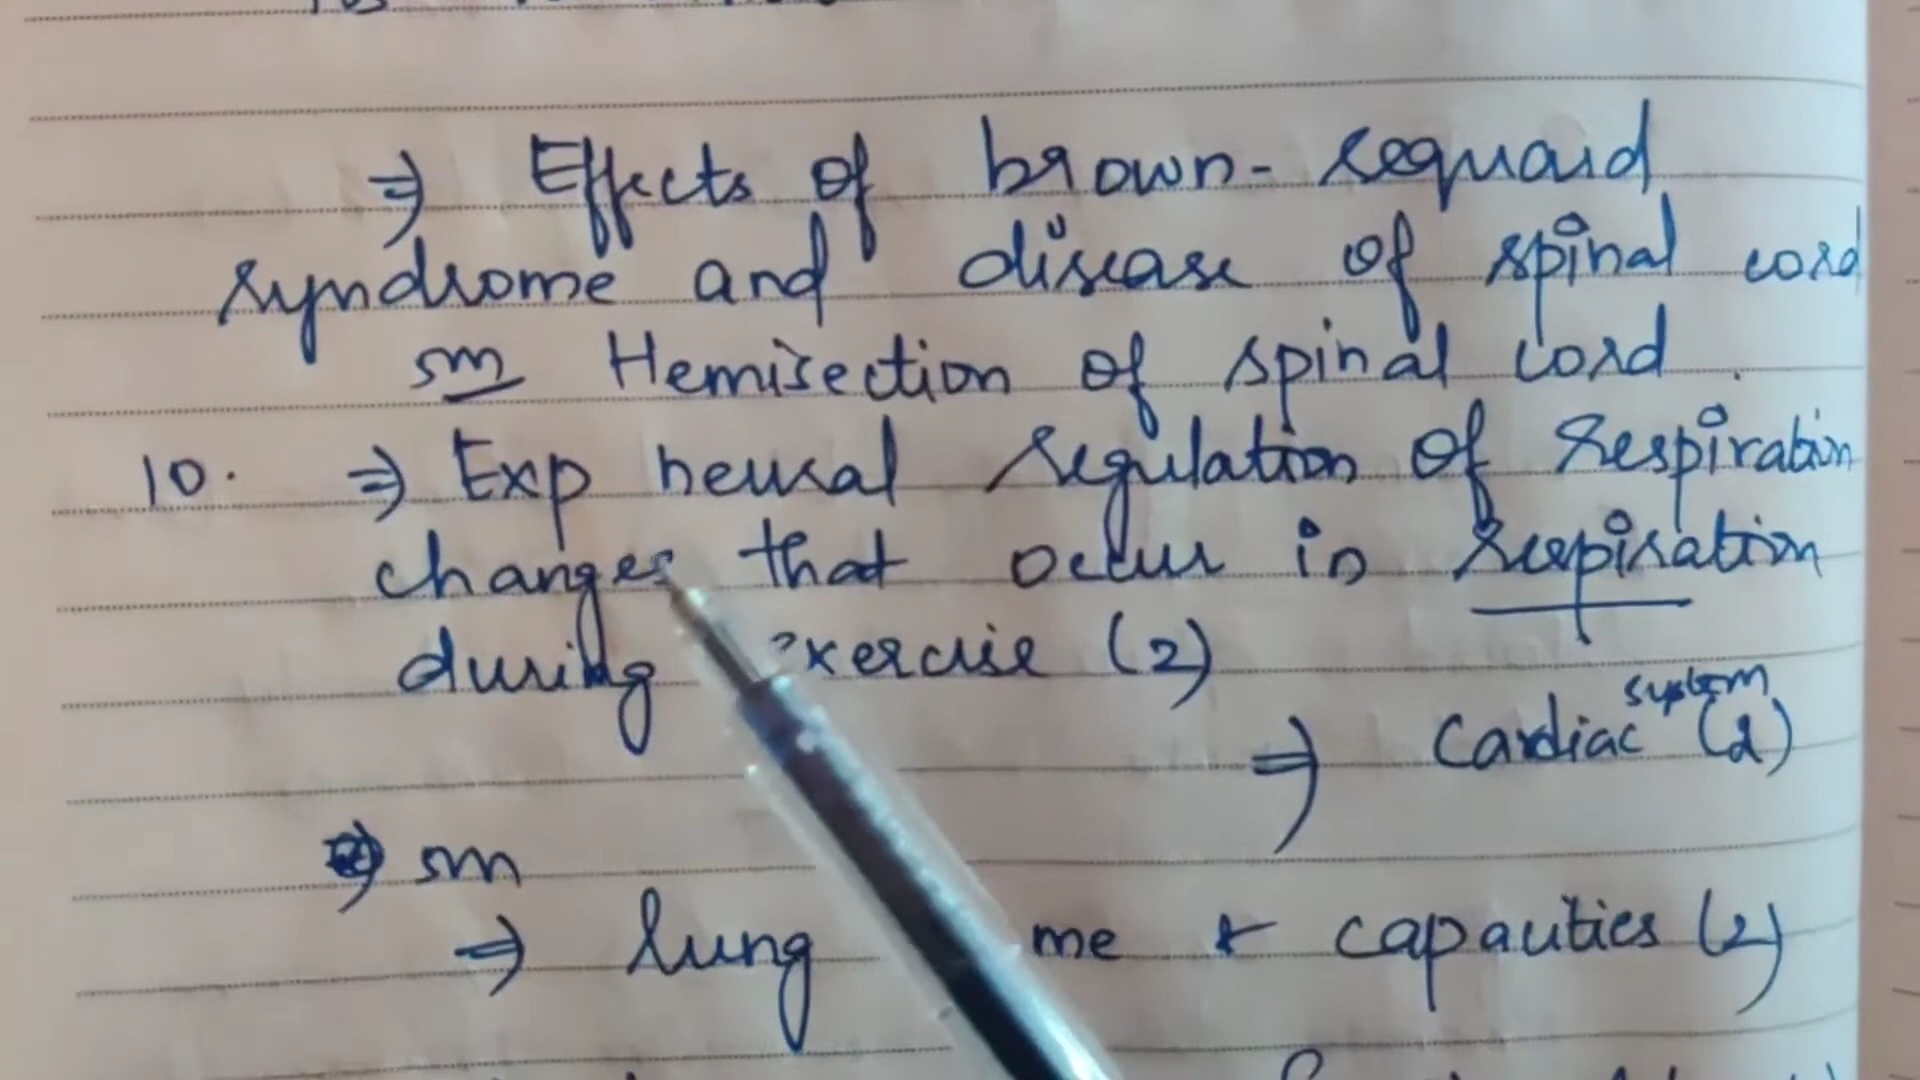 ⇒ Effects of brown-sequard
syndrome and disease of spinal cord
sm Hemisection of spinal cord.
10. ⇒ Exp neural regulation of respiration
changes that occur in respiration
during exercise (2)
⇒ Cardiac system (2)
⇒ sm
⇒ lung me & capacities (2)